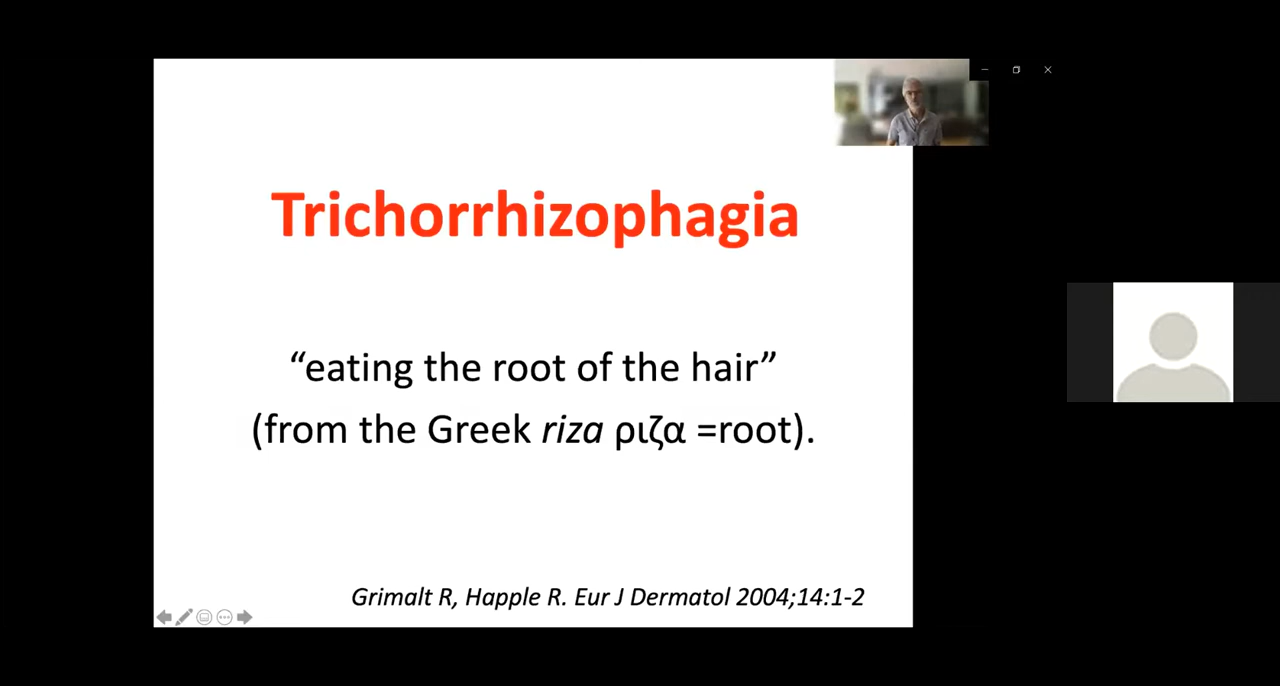 Trichorrhizophagia
“eating the root of the hair”
(from the Greek riza ριζα =root).
Grimalt R, Happle R. Eur J Dermatol 2004;14:1-2